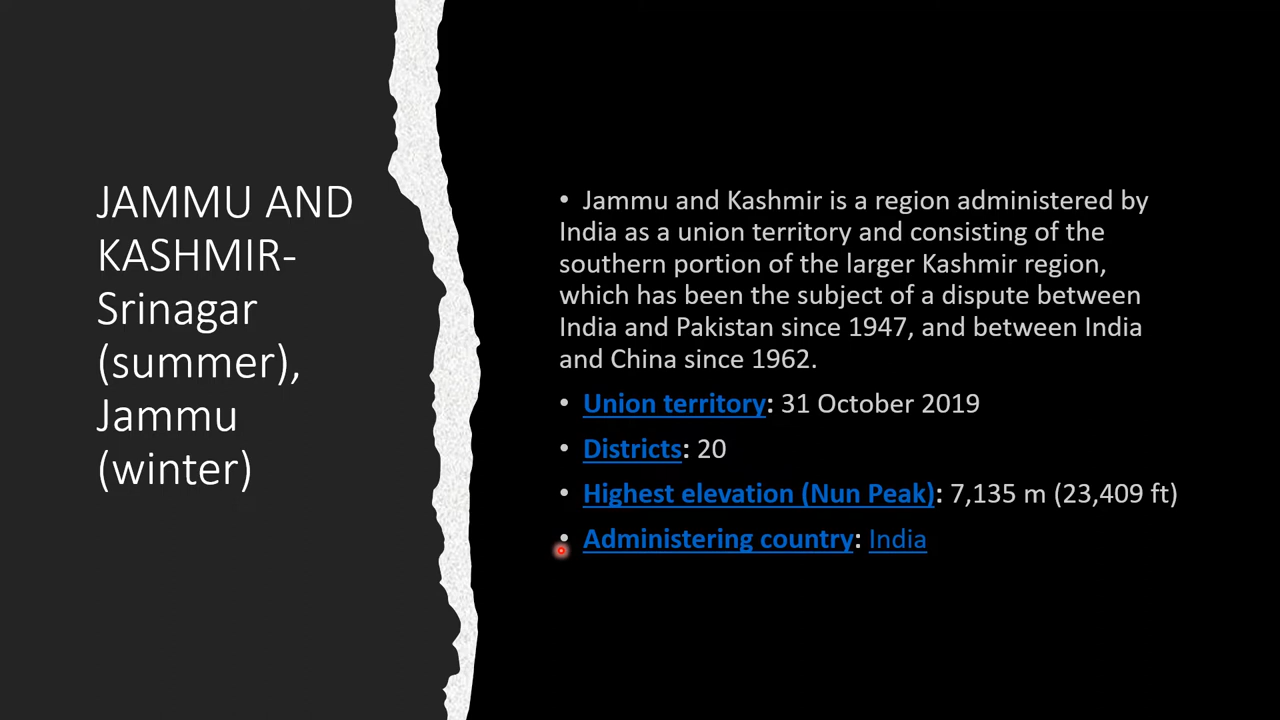 JAMMU AND
KASHMIR-
Srinagar
(summer),
Jammu
(winter)
• Jammu and Kashmir is a region administered by
India as a union territory and consisting of the
southern portion of the larger Kashmir region,
which has been the subject of a dispute between
India and Pakistan since 1947, and between India
and China since 1962.
• Union territory: 31 October 2019
• Districts: 20
• Highest elevation (Nun Peak): 7,135 m (23,409 ft)
• Administering country: India